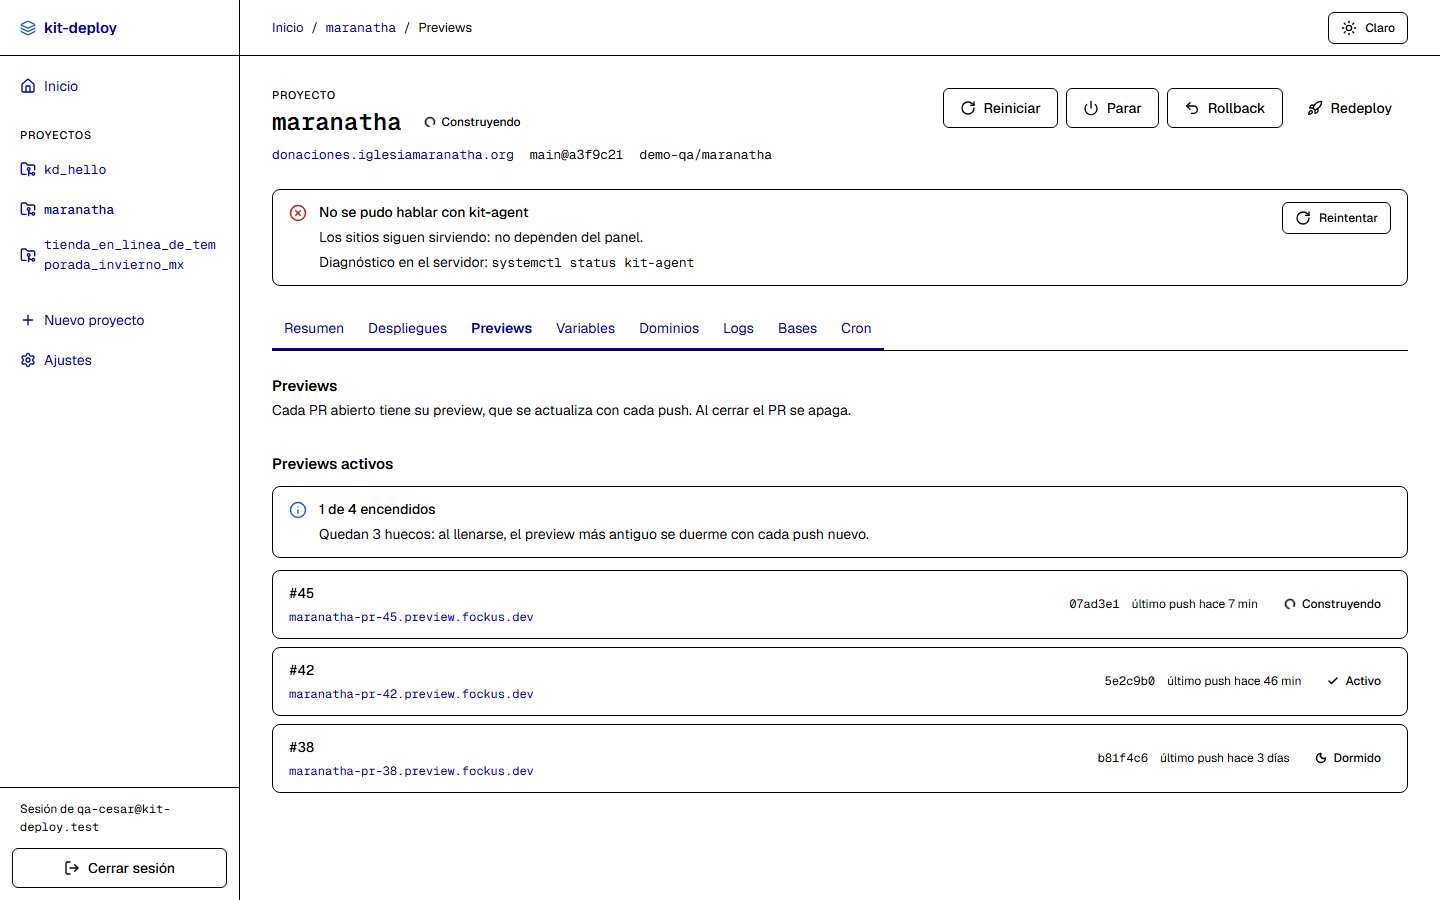 kit-deploy
Inicio / maranatha / Previews
Claro
Inicio
PROYECTOS
kd_hello
maranatha
tienda_en_linea_de_tem
porada_invierno_mx
Nuevo proyecto
Ajustes
Sesión de qa-cesar@kit-
deploy.test
Cerrar sesión
PROYECTO
maranatha Construyendo
Reiniciar Parar Rollback Redeploy
donaciones.iglesiamaranatha.org main@a3f9c21 demo-qa/maranatha
No se pudo hablar con kit-agent
Los sitios siguen sirviendo: no dependen del panel.
Diagnóstico en el servidor: systemctl status kit-agent
Reintentar
Resumen Despliegues Previews Variables Dominios Logs Bases Cron
Previews
Cada PR abierto tiene su preview, que se actualiza con cada push. Al cerrar el PR se apaga.
Previews activos
1 de 4 encendidos
Quedan 3 huecos: al llenarse, el preview más antiguo se duerme con cada push nuevo.
#45
maranatha-pr-45.preview.fockus.dev
07ad3e1 último push hace 7 min Construyendo
#42
maranatha-pr-42.preview.fockus.dev
5e2c9b0 último push hace 46 min Activo
#38
maranatha-pr-38.preview.fockus.dev
b81f4c6 último push hace 3 días Dormido